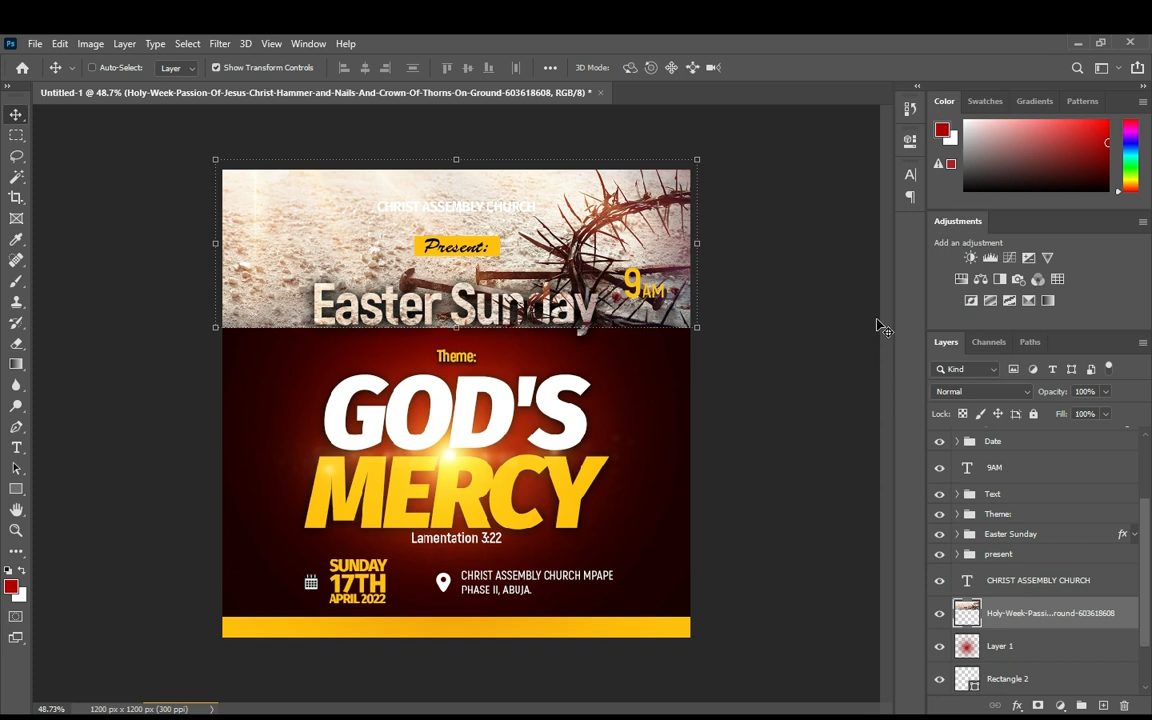 Ps File Edit Image Layer Type Select Filter 3D View Window Help
Auto-Select: Layer Show Transform Controls 3D Mode:
Untitled-1 @ 48.7% (Holy-Week-Passion-Of-Jesus-Christ-Hammer-and-Nails-And-Crown-Of-Thorns-On-Ground-603618608, RGB/8) *
CHRIST ASSEMBLY CHURCH
Present:
9AM
Easter Sunday
Theme:
GOD'S
MERCY
Lamentation 3:22
SUNDAY
17TH
APRIL 2022
CHRIST ASSEMBLY CHURCH MPAPE
PHASE II, ABUJA.
48.73% 1200 px x 1200 px (300 ppi)
Color Swatches Gradients Patterns
Adjustments
Add an adjustment
Layers Channels Paths
Kind
Normal Opacity: 100%
Lock: Fill: 100%
Date
9AM
Text
Theme:
Easter Sunday fx
present
CHRIST ASSEMBLY CHURCH
Holy-Week-Passi...round-603618608
Layer 1
Rectangle 2
fx